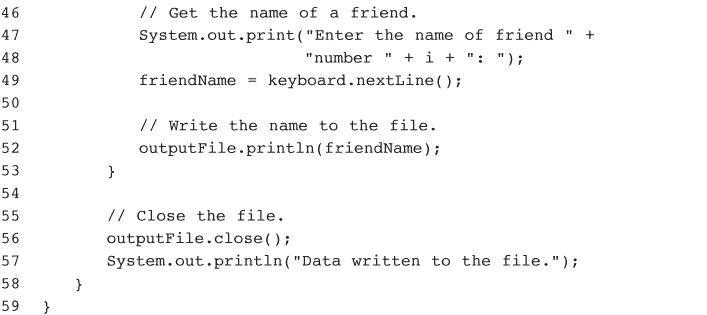 46 // Get the name of a friend.
47 System.out.print("Enter the name of friend " +
48 "number " + i + ": ");
49 friendName = keyboard.nextLine();
50
51 // Write the name to the file.
52 outputFile.println(friendName);
53 }
54
55 // Close the file.
56 outputFile.close();
57 System.out.println("Data written to the file.");
58 }
59 }